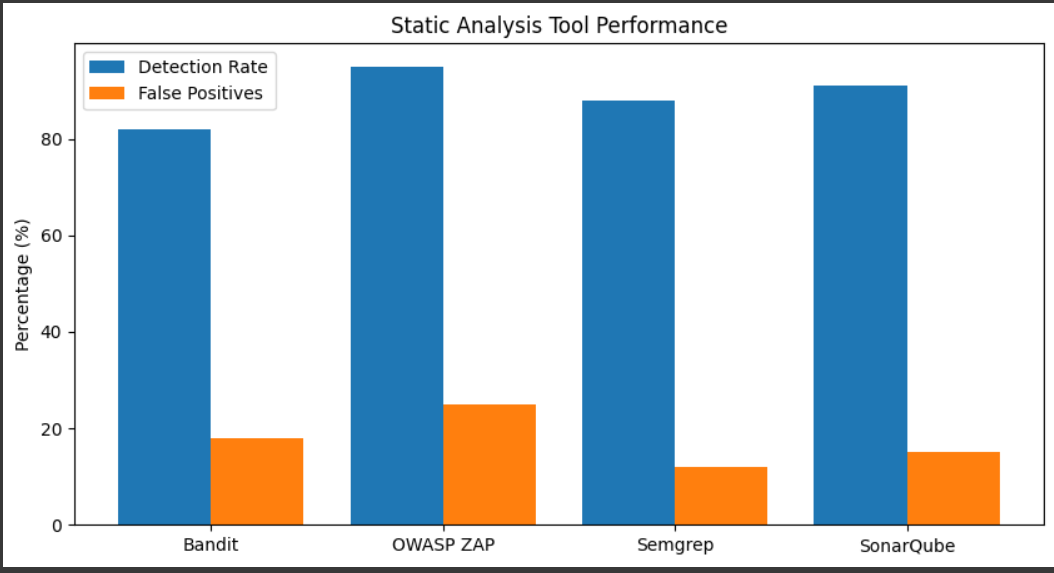 Static Analysis Tool Performance
Detection Rate
False Positives
Percentage (%)
80
60
40
20
0
Bandit
OWASP ZAP
Semgrep
SonarQube